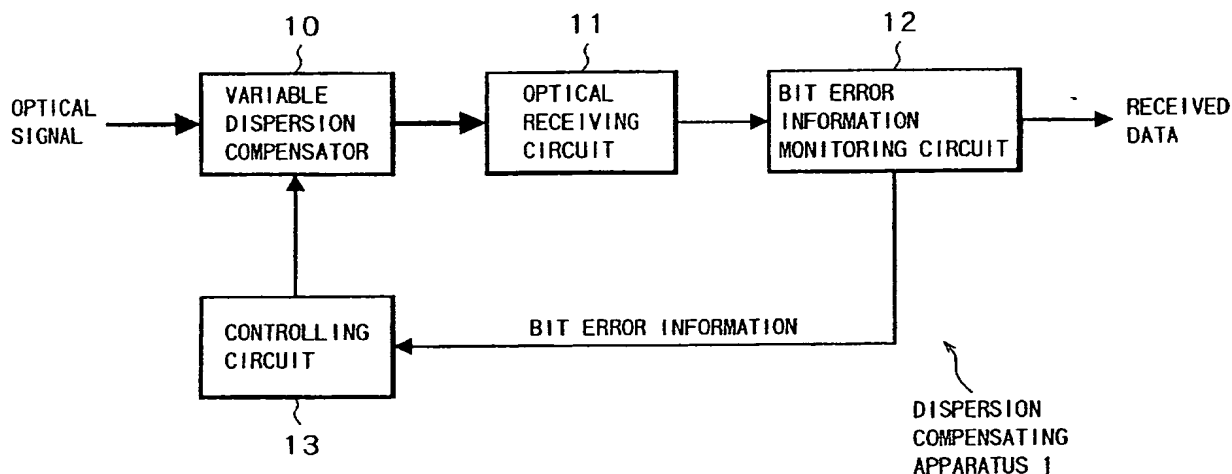 10
11
12
OPTICAL
SIGNAL
VARIABLE
DISPERSION
COMPENSATOR
OPTICAL
RECEIVING
CIRCUIT
BIT ERROR
INFORMATION
MONITORING CIRCUIT
RECEIVED
DATA
CONTROLLING
CIRCUIT
BIT ERROR INFORMATION
13
DISPERSION
COMPENSATING
APPARATUS 1